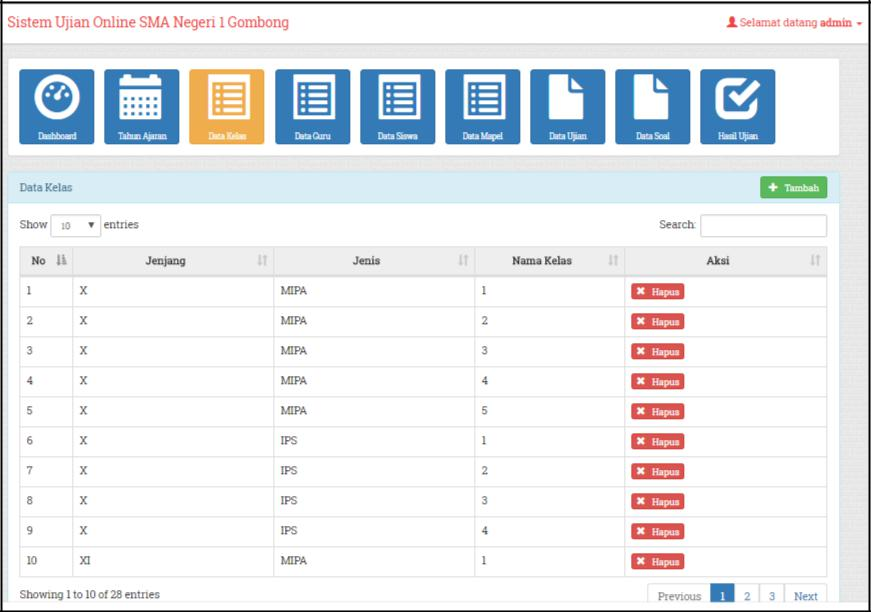 Sistem Ujian Online SMA Negeri 1 Gombong
Selamat datang admin
Dashboard Tahun Ajaran Data Kelas Data Guru Data Siswa Data Mapel Data Ujian Data Soal Hasil Ujian
Data Kelas
Tambah
Show 10 entries
Search:
No Jenjang Jenis Nama Kelas Aksi
1 X MIPA 1 Hapus
2 X MIPA 2 Hapus
3 X MIPA 3 Hapus
4 X MIPA 4 Hapus
5 X MIPA 5 Hapus
6 X IPS 1 Hapus
7 X IPS 2 Hapus
8 X IPS 3 Hapus
9 X IPS 4 Hapus
10 XI MIPA 1 Hapus
Showing 1 to 10 of 28 entries
Previous 1 2 3 Next